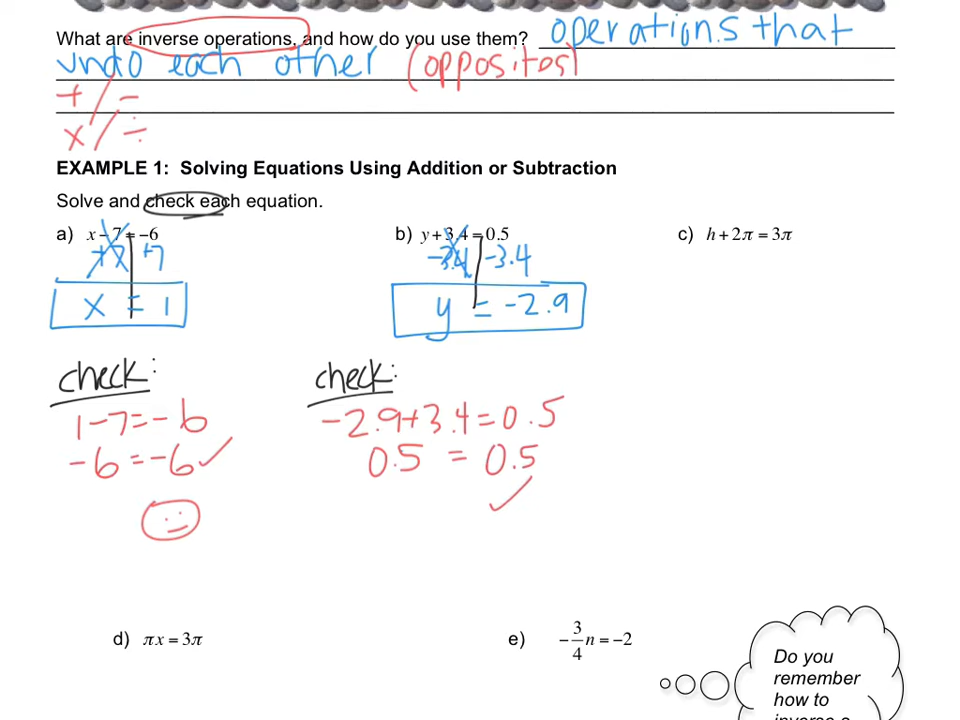 What are inverse operations, and how do you use them? operations that
undo each other (opposites)
+/-
x/÷
EXAMPLE 1: Solving Equations Using Addition or Subtraction
Solve and check each equation.
a) x − 7 = −6 b) y + 3.4 = 0.5 c) h + 2π = 3π
+7 +7 -3.4 -3.4
x = 1 y = -2.9
check: check:
1-7=-6 -2.9+3.4=0.5
-6=-6✓ 0.5 = 0.5
✓
d) πx = 3π e) −3/4 n = −2
Do you
remember
how to